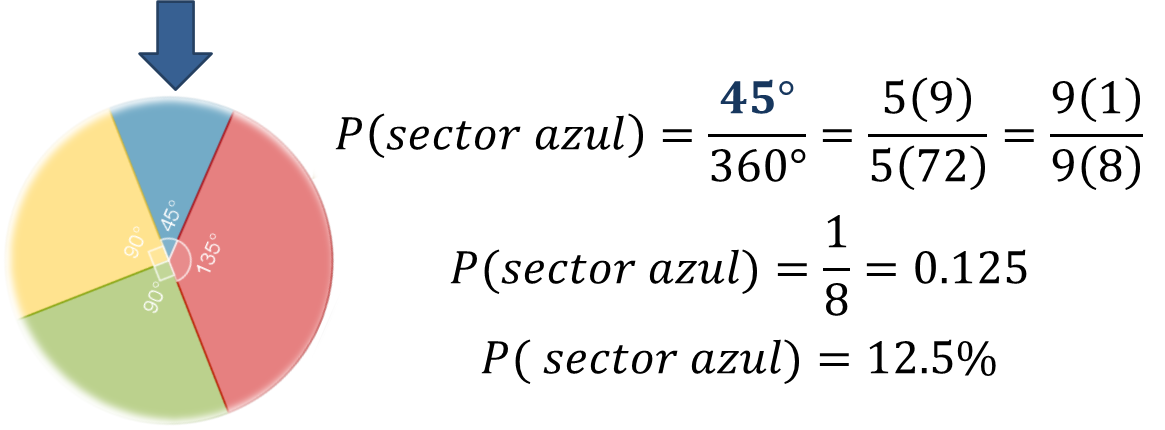 P(sector azul) = 45°/360° = 5(9)/5(72) = 9(1)/9(8)
P(sector azul) = 1/8 = 0.125
P( sector azul) = 12.5%
45°
90°
135°
90°